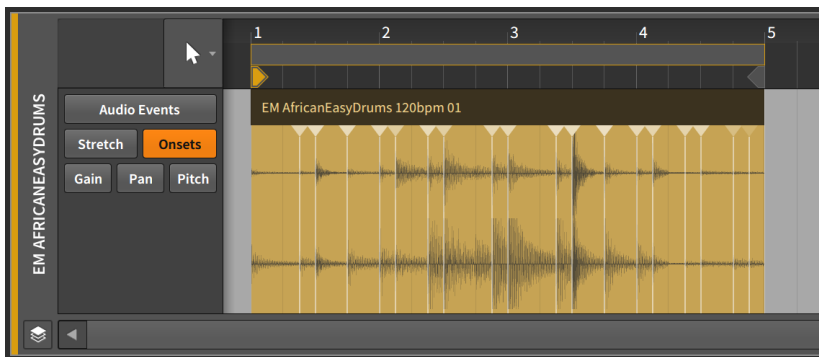 1 2 3 4 5
EM AFRICANEASYDRUMS
Audio Events
EM AfricanEasyDrums 120bpm 01
Stretch Onsets
Gain Pan Pitch